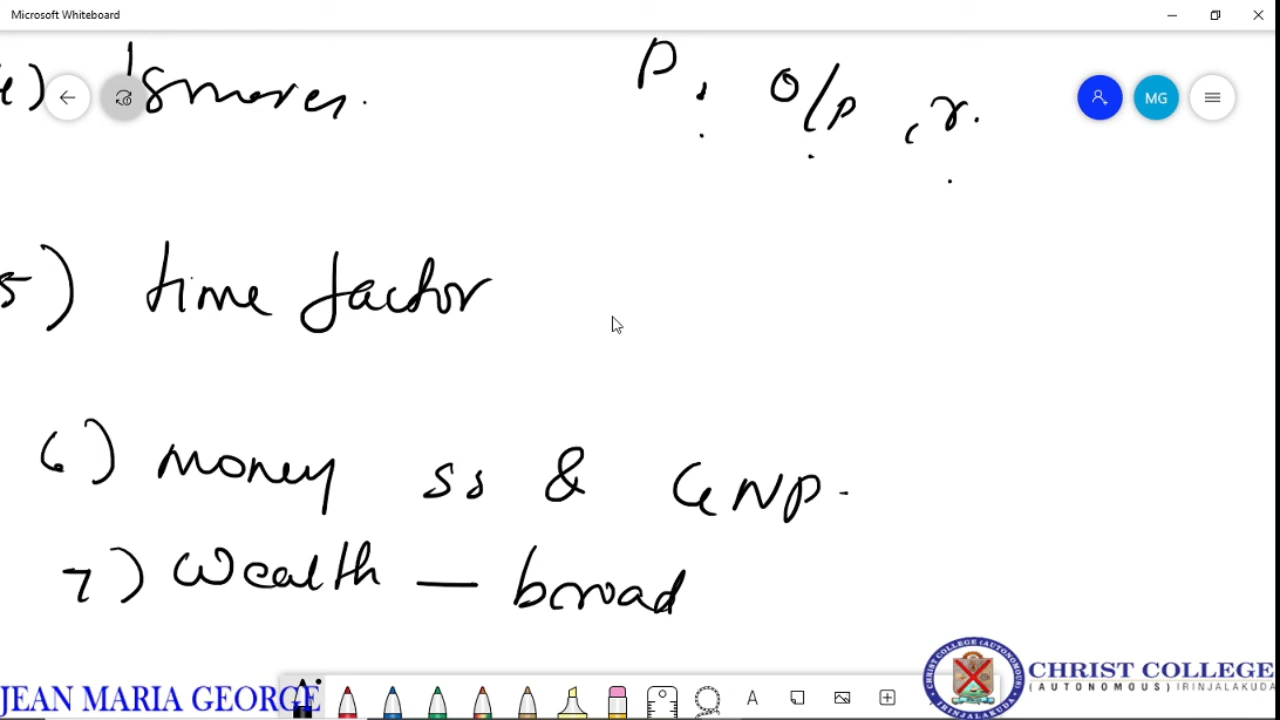 Microsoft Whiteboard
4) Ignores.
P, O/P, r.
MG
5) time factor
6) money ss & GNP.
7) Wealth — broad
A
JEAN MARIA GEORGE
CHRIST COLLEGE
(AUTONOMOUS) IRINJALAKUDA